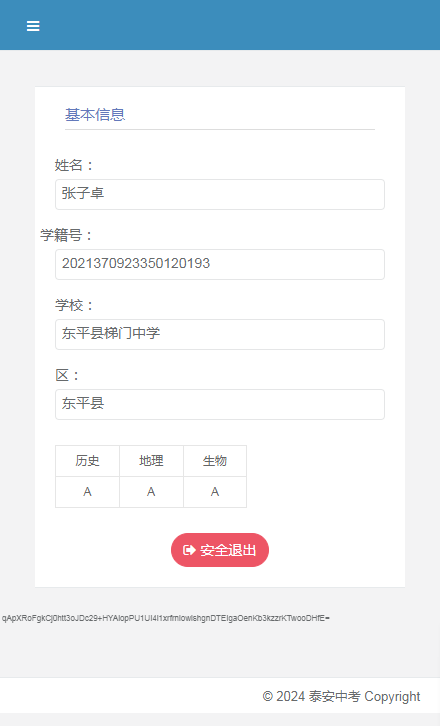 基本信息
姓名：
张子卓
学籍号：
2021370923350120193
学校：
东平县梯门中学
区：
东平县
历史 地理 生物
A A A
安全退出
© 2024 泰安中考 Copyright